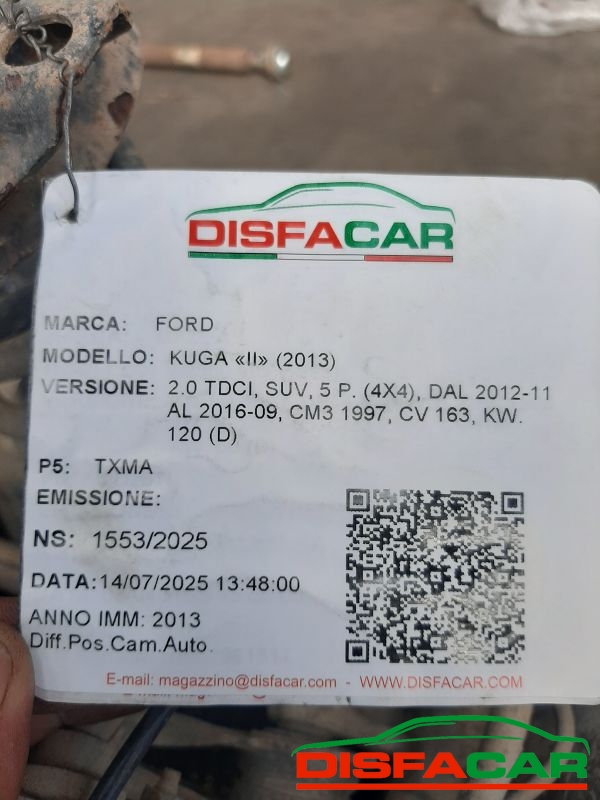 DISFACAR
MARCA: FORD
MODELLO: KUGA «II» (2013)
VERSIONE: 2.0 TDCI, SUV, 5 P. (4X4), DAL 2012-11
AL 2016-09, CM3 1997, CV 163, KW.
120 (D)
P5: TXMA
EMISSIONE:
NS: 1553/2025
DATA:14/07/2025 13:48:00
ANNO IMM: 2013
Diff.Pos.Cam.Auto.
E-mail: magazzino@disfacar.com - WWW.DISFACAR.COM
DISFACAR